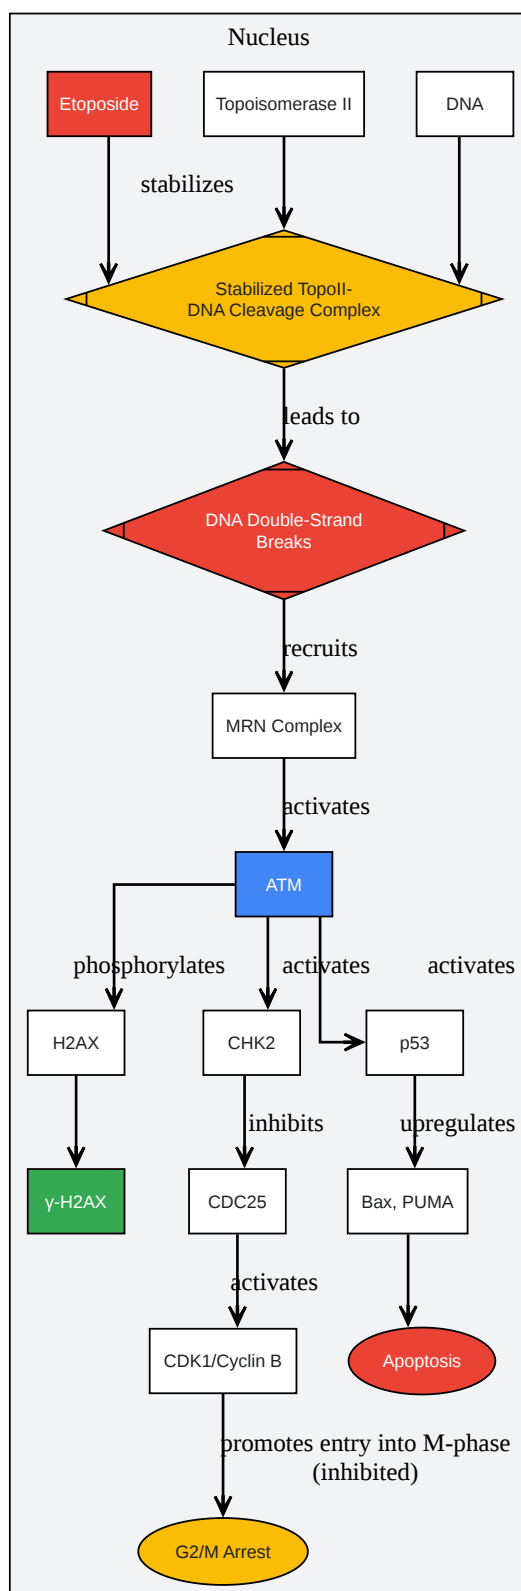 Nucleus
Etoposide
Topoisomerase II
DNA
stabilizes
Stabilized TopoII-
DNA Cleavage Complex
leads to
DNA Double-Strand
Breaks
recruits
MRN Complex
activates
ATM
phosphorylates
activates
activates
H2AX
CHK2
p53
inhibits
upregulates
γ-H2AX
CDC25
Bax, PUMA
activates
CDK1/Cyclin B
Apoptosis
promotes entry into M-phase
(inhibited)
G2/M Arrest